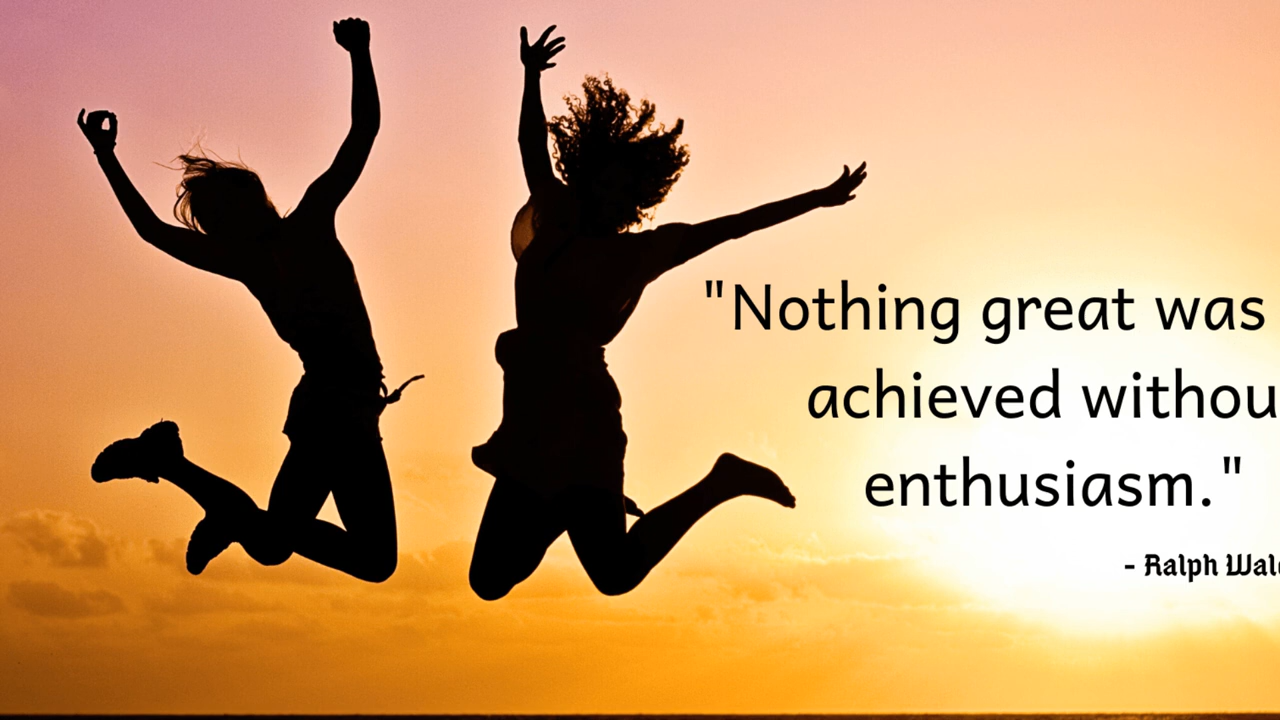 "Nothing great was
achieved withou
enthusiasm."
- Ralph Wal